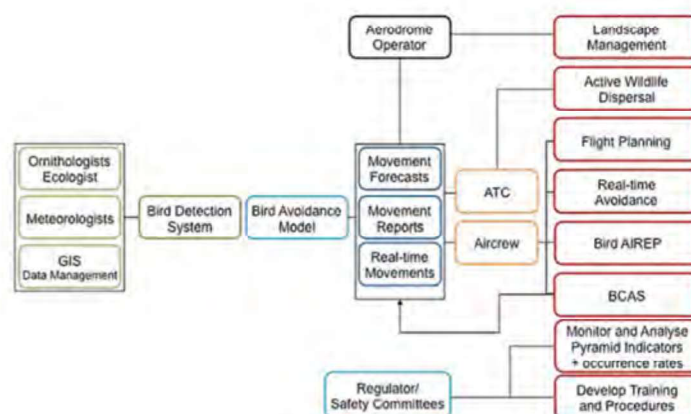 Aerodrome
Operator
Landscape
Management
Active Wildlife
Dispersal
Ornithologists
Ecologist
Meteorologists
GIS
Data Management
Bird Detection
System
Bird Avoidance
Model
Movement
Forecasts
Movement
Reports
Real-time
Movements
ATC
Aircrew
Flight Planning
Real-time
Avoidance
Bird AIREP
BCAS
Monitor and Analyse
Pyramid Indicators
+ occurrence rates
Regulator/
Safety Committees
Develop Training
and Procedures